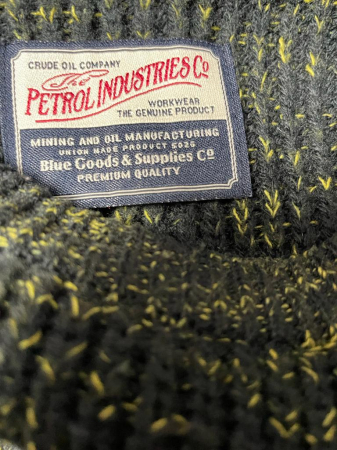 CRUDE OIL COMPANY
The
PETROL INDUSTRIES Co
WORKWEAR
THE GENUINE PRODUCT
MINING AND OIL MANUFACTURING
UNION MADE PRODUCT 5026
Blue Goods & Supplies Co
PREMIUM QUALITY